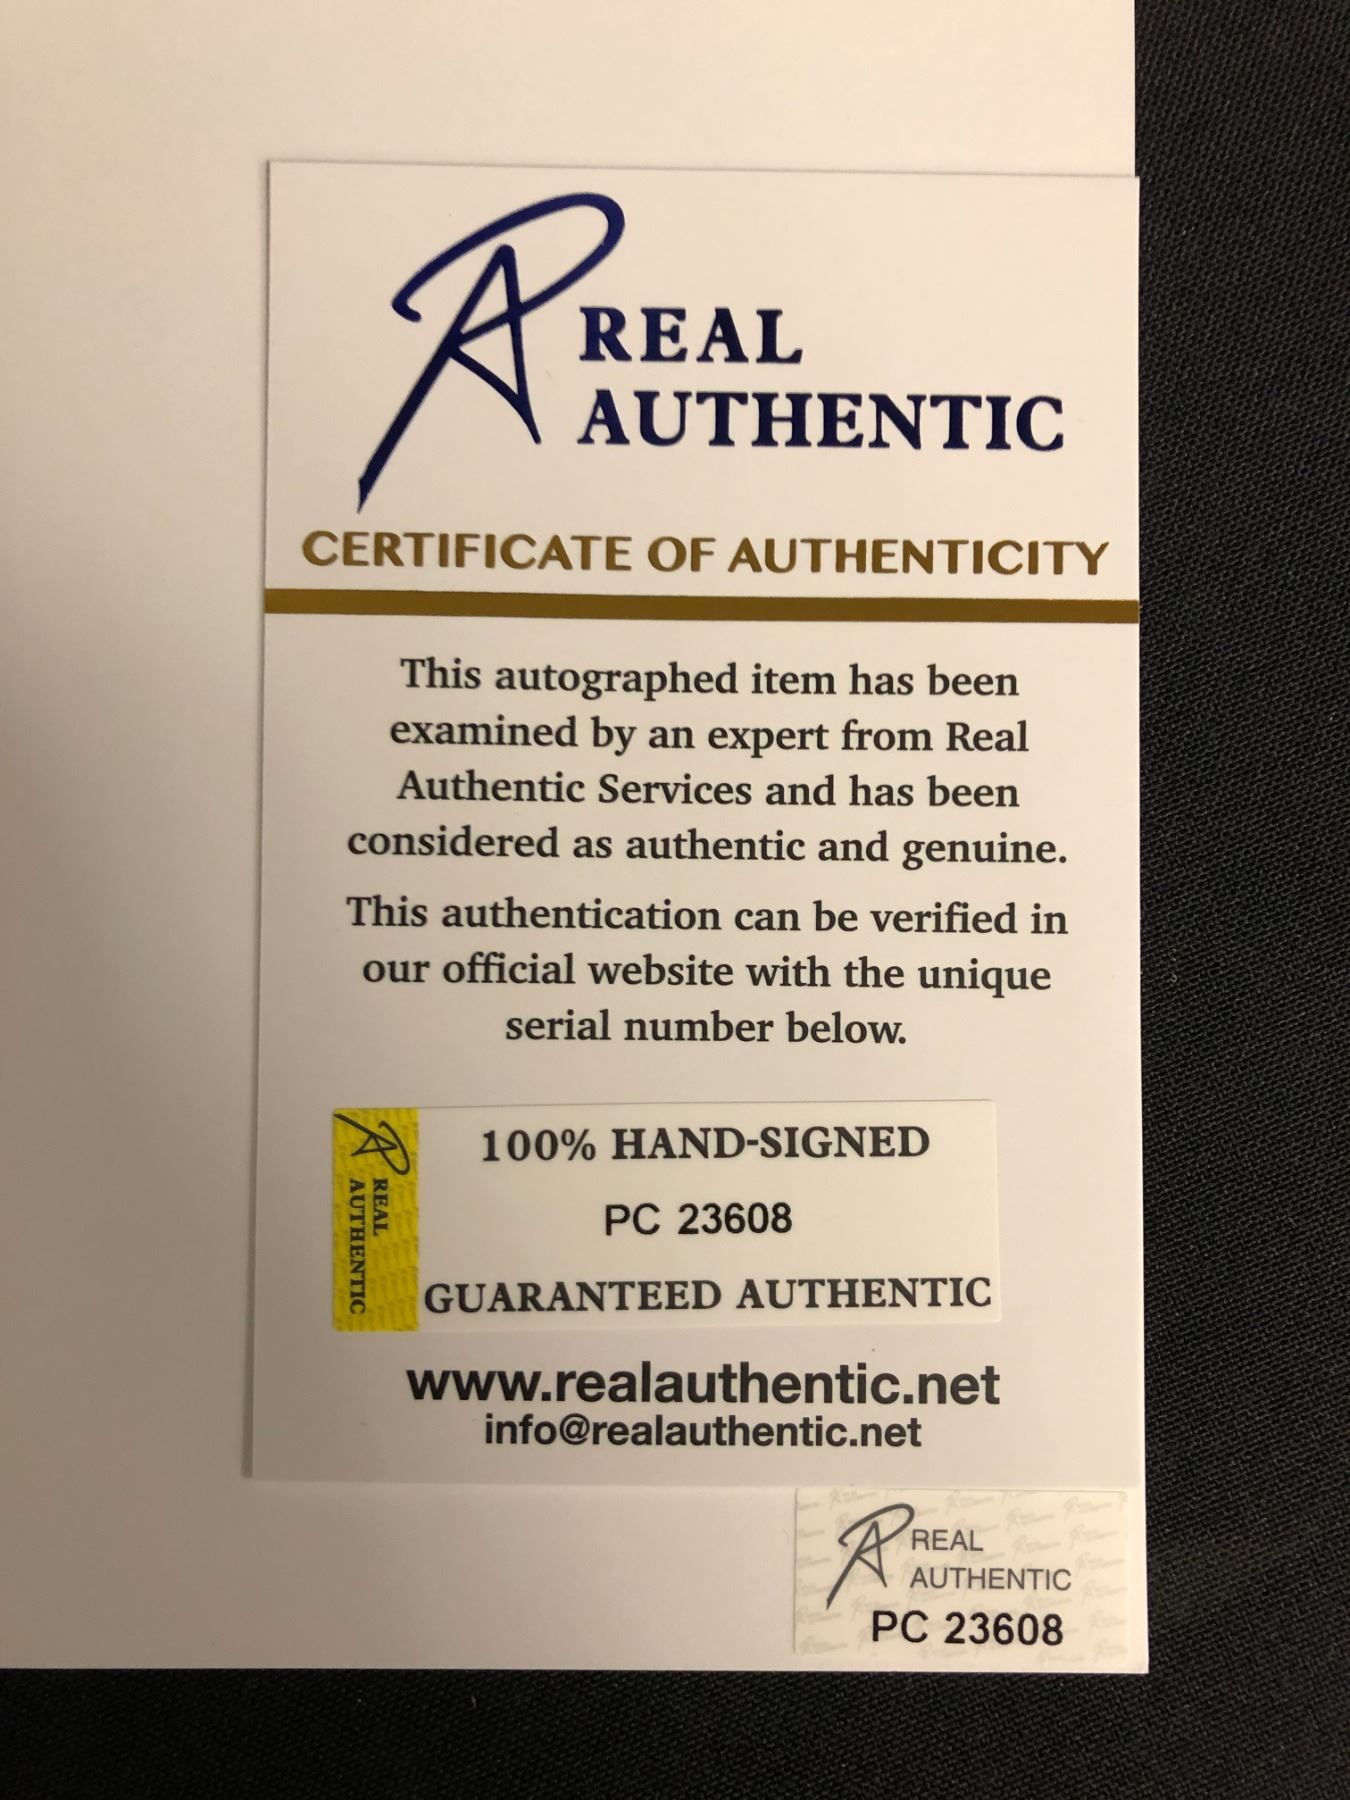 REAL
AUTHENTIC
CERTIFICATE OF AUTHENTICITY
This autographed item has been
examined by an expert from Real
Authentic Services and has been
considered as authentic and genuine.
This authentication can be verified in
our official website with the unique
serial number below.
REAL
AUTHENTIC
100% HAND-SIGNED
PC 23608
GUARANTEED AUTHENTIC
www.realauthentic.net
info@realauthentic.net
REAL
AUTHENTIC
PC 23608